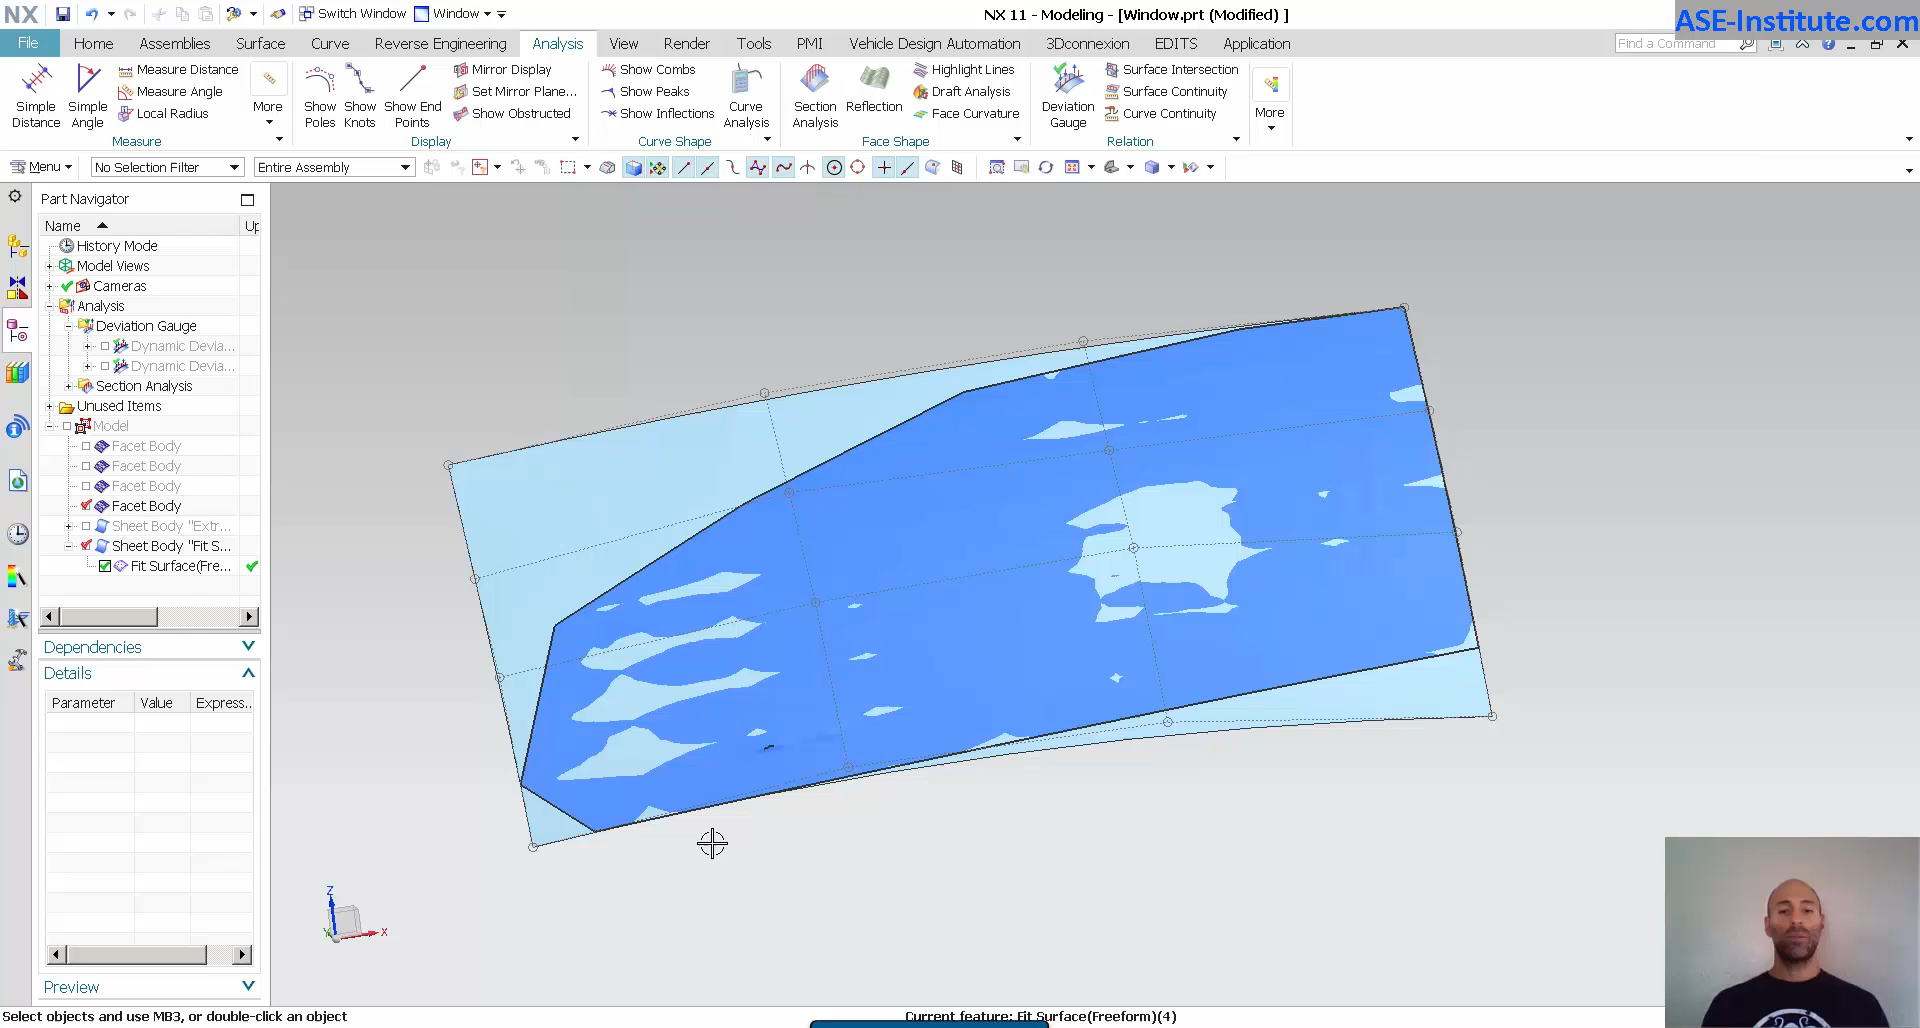 NX
Switch Window
Window
NX 11 - Modeling - [Window.prt (Modified) ]
ASE-Institute.com
File
Home
Assemblies
Surface
Curve
Reverse Engineering
Analysis
View
Render
Tools
PMI
Vehicle Design Automation
3Dconnexion
EDITS
Application
Find a Command
Simple Distance
Simple Angle
Measure Distance
Measure Angle
Local Radius
More
Measure
Show Poles
Show Knots
Show End Points
Mirror Display
Set Mirror Plane...
Show Obstructed
Display
Show Combs
Show Peaks
Show Inflections
Curve Analysis
Curve Shape
Section Analysis
Reflection
Highlight Lines
Draft Analysis
Face Curvature
Face Shape
Deviation Gauge
Surface Intersection
Surface Continuity
Curve Continuity
Relation
More
Menu
No Selection Filter
Entire Assembly
Part Navigator
Name
Up
History Mode
Model Views
Cameras
Analysis
Deviation Gauge
Dynamic Devia...
Dynamic Devia...
Section Analysis
Unused Items
Model
Facet Body
Facet Body
Facet Body
Facet Body
Sheet Body "Extr...
Sheet Body "Fit S...
Fit Surface(Fre...
Dependencies
Details
Parameter
Value
Express..
Preview
Z
Y
X
Select objects and use MB3, or double-click an object
Current feature: Fit Surface(Freeform)(4)